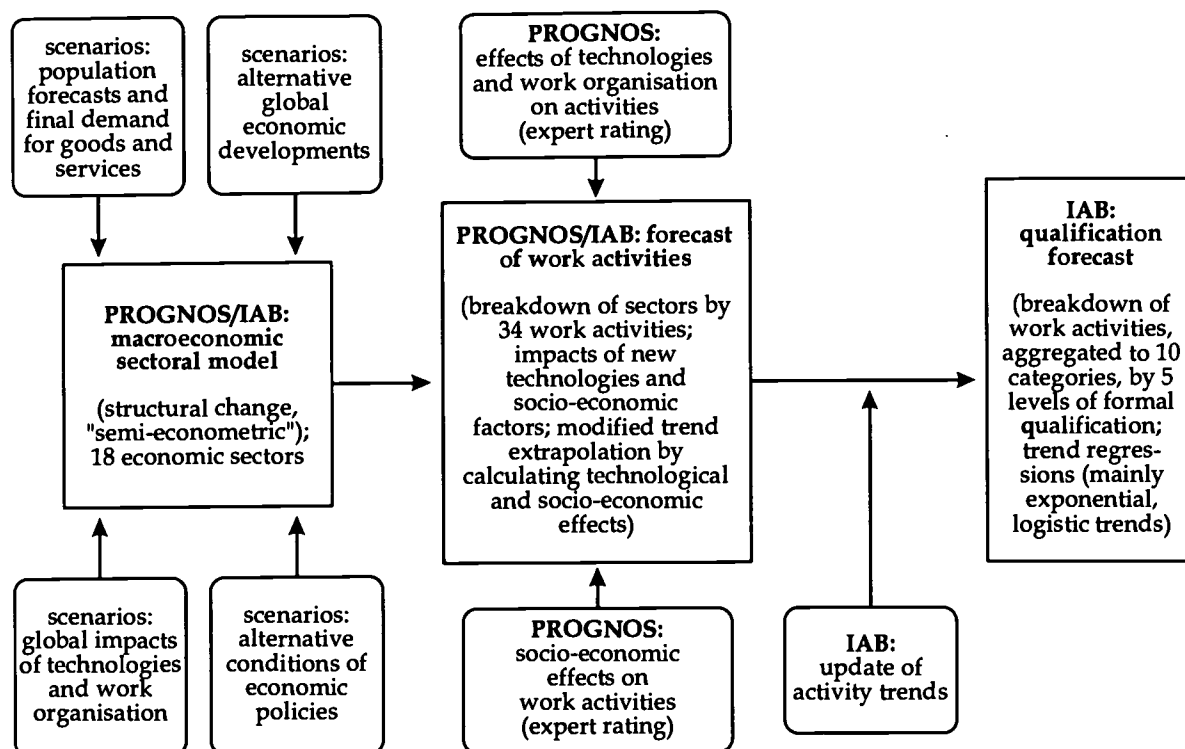 scenarios:
population
forecasts and
final demand
for goods and
services
scenarios:
alternative
global
economic
developments
PROGNOS:
effects of technologies
and work organisation
on activities
(expert rating)
PROGNOS/IAB:
macroeconomic
sectoral model
(structural change,
"semi-econometric");
18 economic sectors
PROGNOS/IAB: forecast
of work activities
(breakdown of sectors by
34 work activities;
impacts of new
technologies and
socio-economic
factors; modified trend
extrapolation by
calculating technological
and socio-economic
effects)
IAB:
qualification
forecast
(breakdown of
work activities,
aggregated to 10
categories, by 5
levels of formal
qualification;
trend regres-
sions (mainly
exponential,
logistic trends)
scenarios:
global impacts
of technologies
and work
organisation
scenarios:
alternative
conditions of
economic
policies
PROGNOS:
socio-economic
effects on
work activities
(expert rating)
IAB:
update of
activity trends